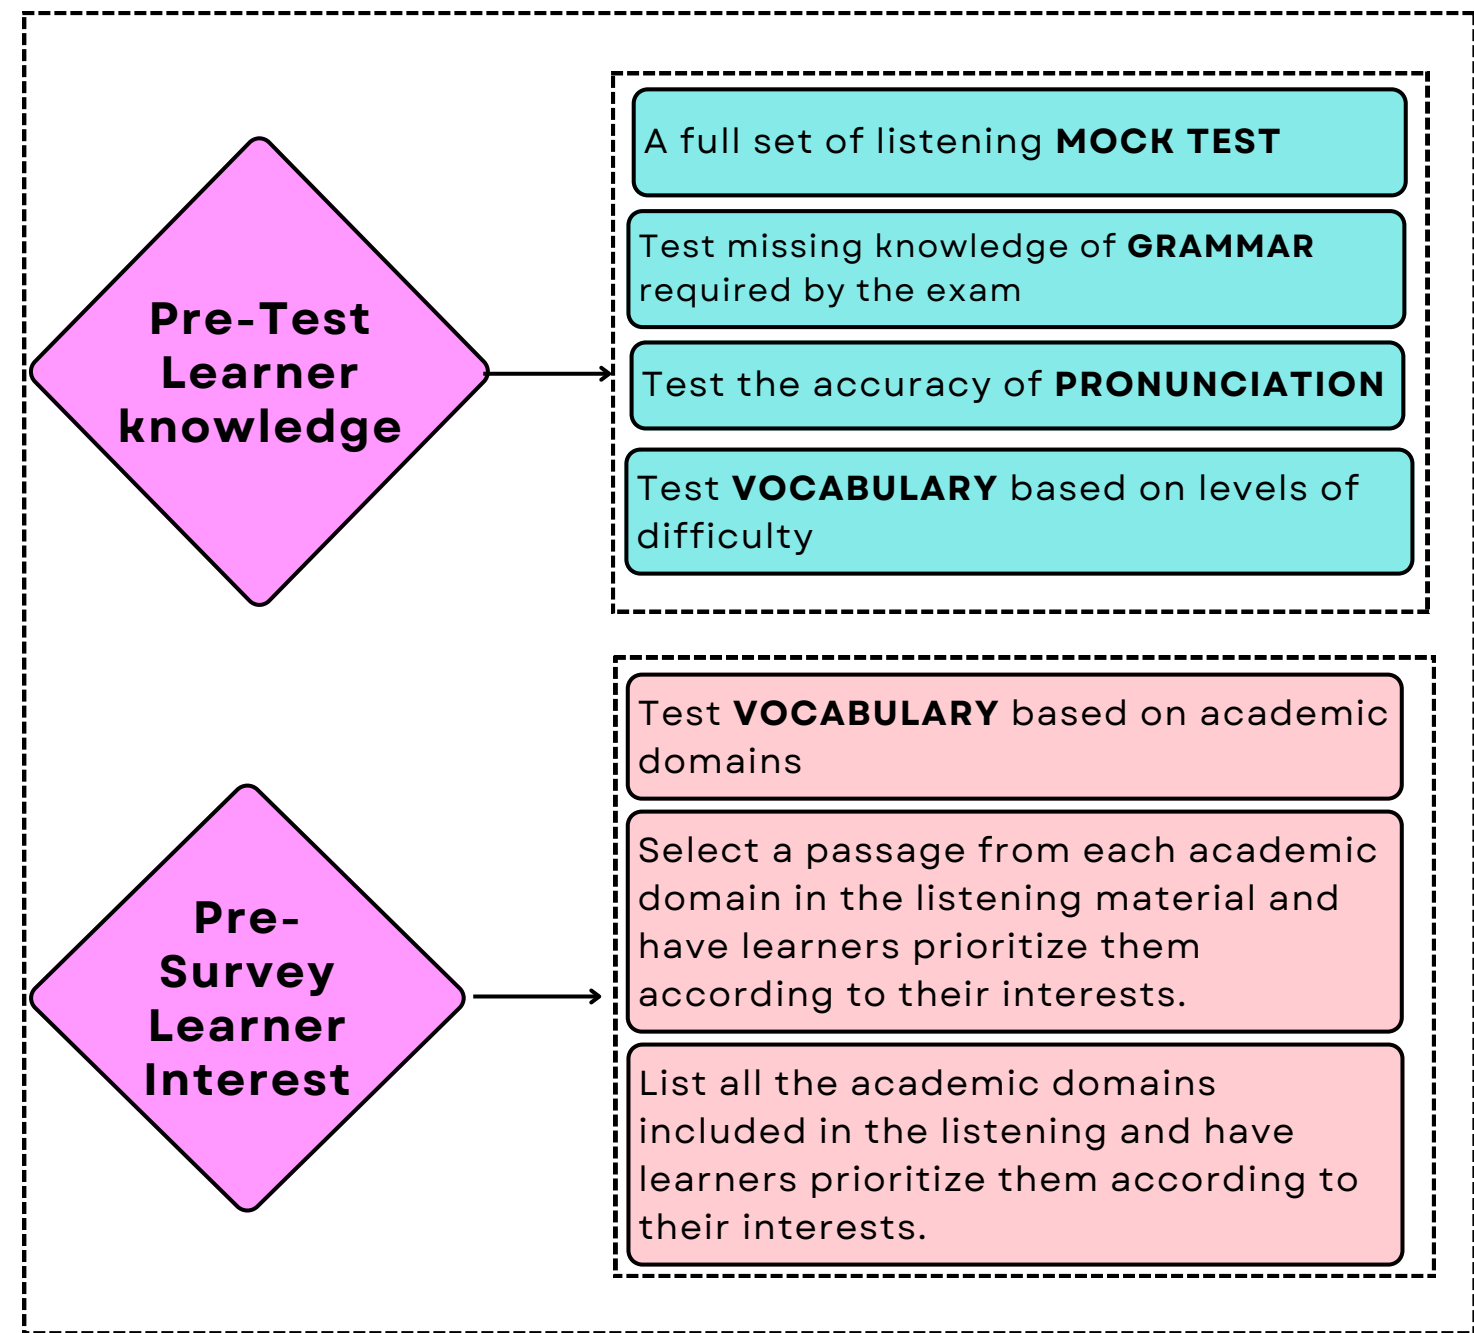 Pre-Test
Learner
knowledge
A full set of listening MOCK TEST
Test missing knowledge of GRAMMAR
required by the exam
Test the accuracy of PRONUNCIATION
Test VOCABULARY based on levels of
difficulty
Pre-
Survey
Learner
Interest
Test VOCABULARY based on academic
domains
Select a passage from each academic
domain in the listening material and
have learners prioritize them
according to their interests.
List all the academic domains
included in the listening and have
learners prioritize them according to
their interests.